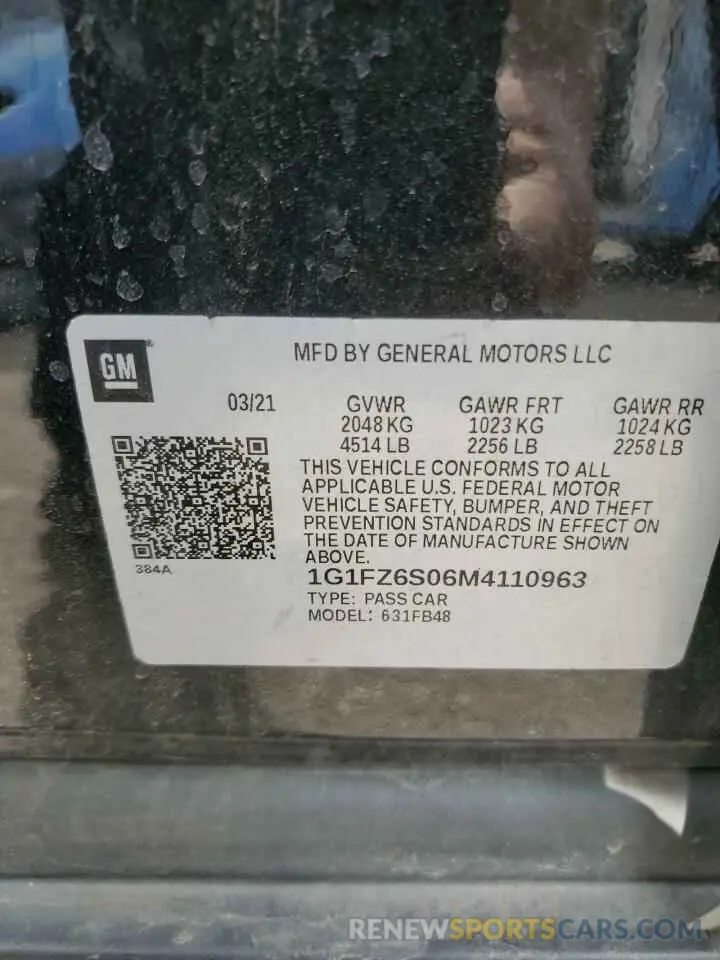 GM
MFD BY GENERAL MOTORS LLC
03/21 GVWR GAWR FRT GAWR RR
2048 KG 1023 KG 1024 KG
4514 LB 2256 LB 2258 LB
THIS VEHICLE CONFORMS TO ALL
APPLICABLE U.S. FEDERAL MOTOR
VEHICLE SAFETY, BUMPER, AND THEFT
PREVENTION STANDARDS IN EFFECT ON
THE DATE OF MANUFACTURE SHOWN
ABOVE.
384A
1G1FZ6S06M4110963
TYPE: PASS CAR
MODEL: 631FB48
RENEWSPORTSCARS.COM